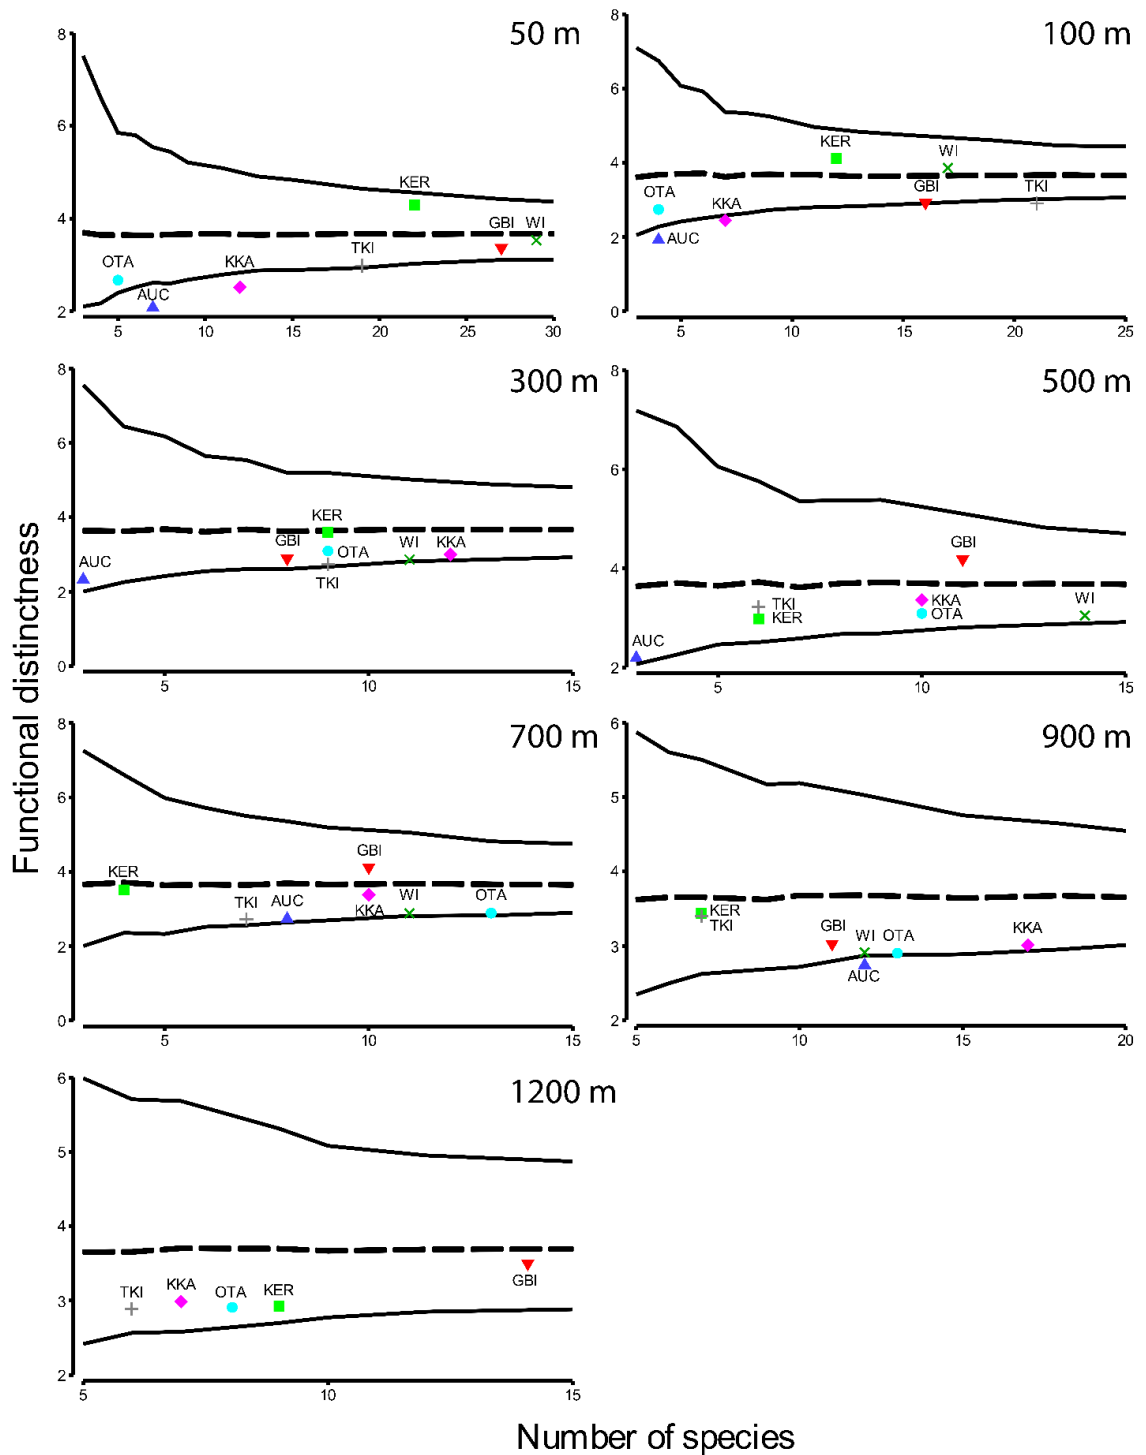 50 m
8
6
4
2
KER
GBI
WI
TKI
OTA
KKA
AUC
5
10
15
20
25
30
100 m
8
6
4
2
0
KER
WI
OTA
GBI
TKI
KKA
AUC
5
10
15
20
25
300 m
8
6
4
2
0
KER
GBI
OTA
WI
KKA
AUC
TKI
5
10
15
500 m
8
6
4
2
GBI
TKI
KER
KKA
OTA
WI
AUC
5
10
15
700 m
8
6
4
2
0
GBI
KER
TKI
AUC
KKA
WI
OTA
5
10
15
900 m
6
5
4
3
2
KER
TKI
GBI
WI
OTA
KKA
AUC
5
10
15
20
1200 m
6
5
4
3
2
TKI
KKA
OTA
KER
GBI
5
10
15
Functional distinctness
Number of species